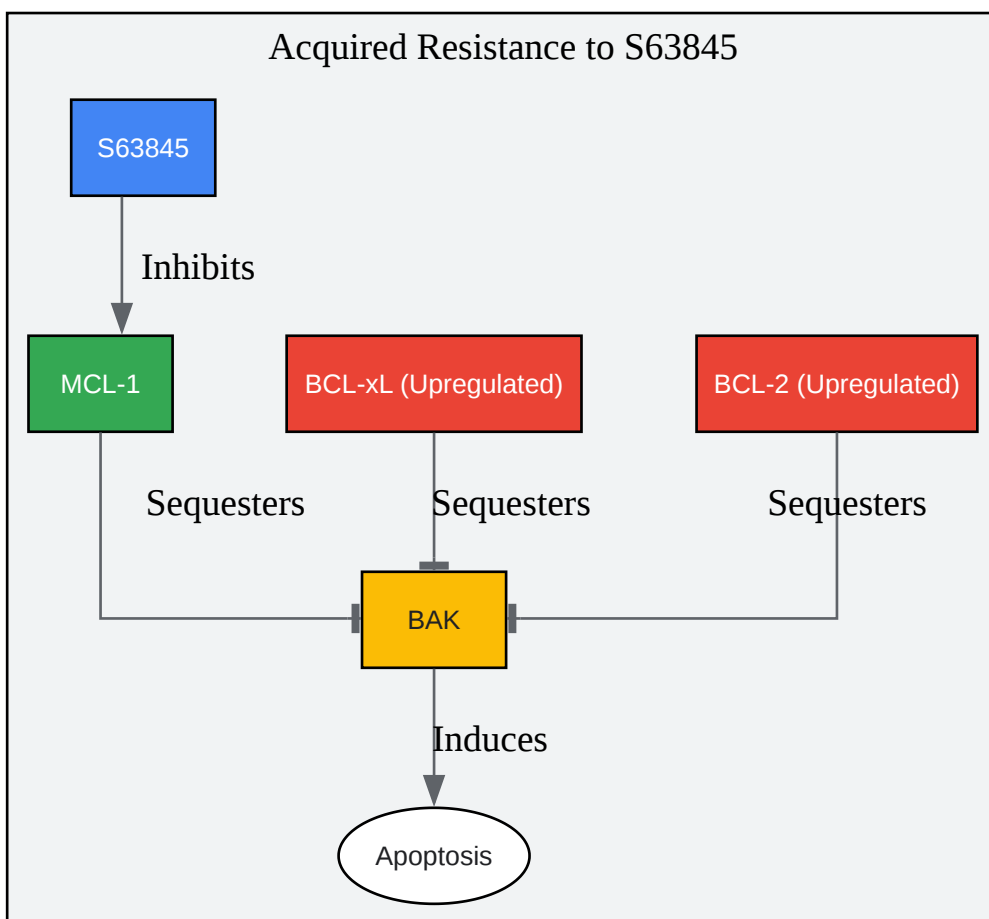 Acquired Resistance to S63845
S63845
Inhibits
MCL-1
BCL-xL (Upregulated)
BCL-2 (Upregulated)
Sequesters
Sequesters
Sequesters
BAK
Induces
Apoptosis